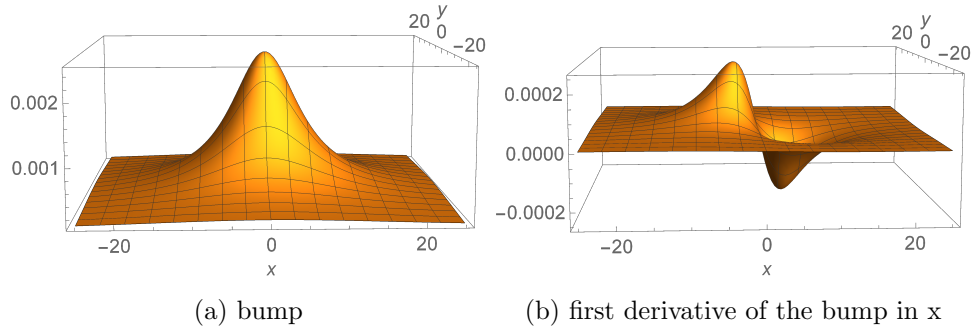 20 y
0
−20
0.002
0.001
−20 0 20
x
20 y
0
−20
0.0002
0.0000
−0.0002
−20 0 20
x
(a) bump
(b) first derivative of the bump in x